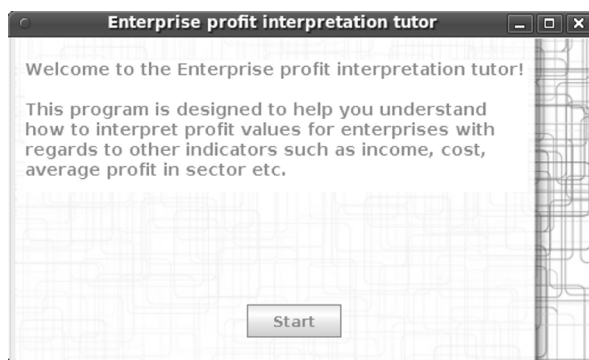 Enterprise profit interpretation tutor
Welcome to the Enterprise profit interpretation tutor!
This program is designed to help you understand
how to interpret profit values for enterprises with
regards to other indicators such as income, cost,
average profit in sector etc.
Start